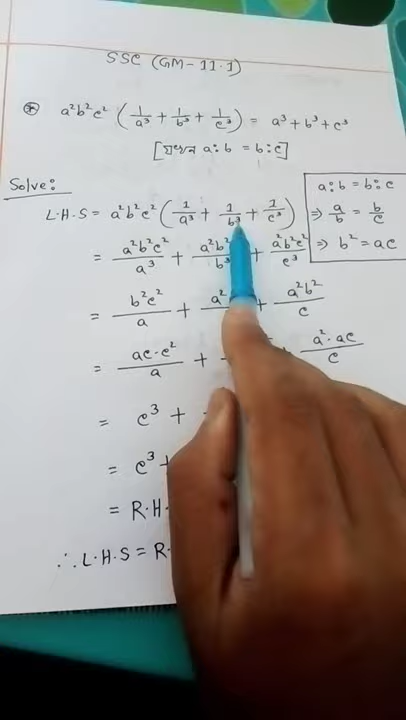 SSC (GM-11.1)
⊛ a²b²c² (1/a³ + 1/b³ + 1/c³) = a³ + b³ + c³
[যখন a:b = b:c]
Solve:
L.H.S = a²b²c² (1/a³ + 1/b³ + 1/c³)
= a²b²c²/a³ + a²b² /b³ + a²b²c²/c³
= b²c²/a + a² + a²b²/c
= ac·c²/a + + a²·ac/c
= c³ +
= c³ +
= R.H.
∴ L.H.S = R.
a:b = b:c
⇒ a/b = b/c
⇒ b² = ac